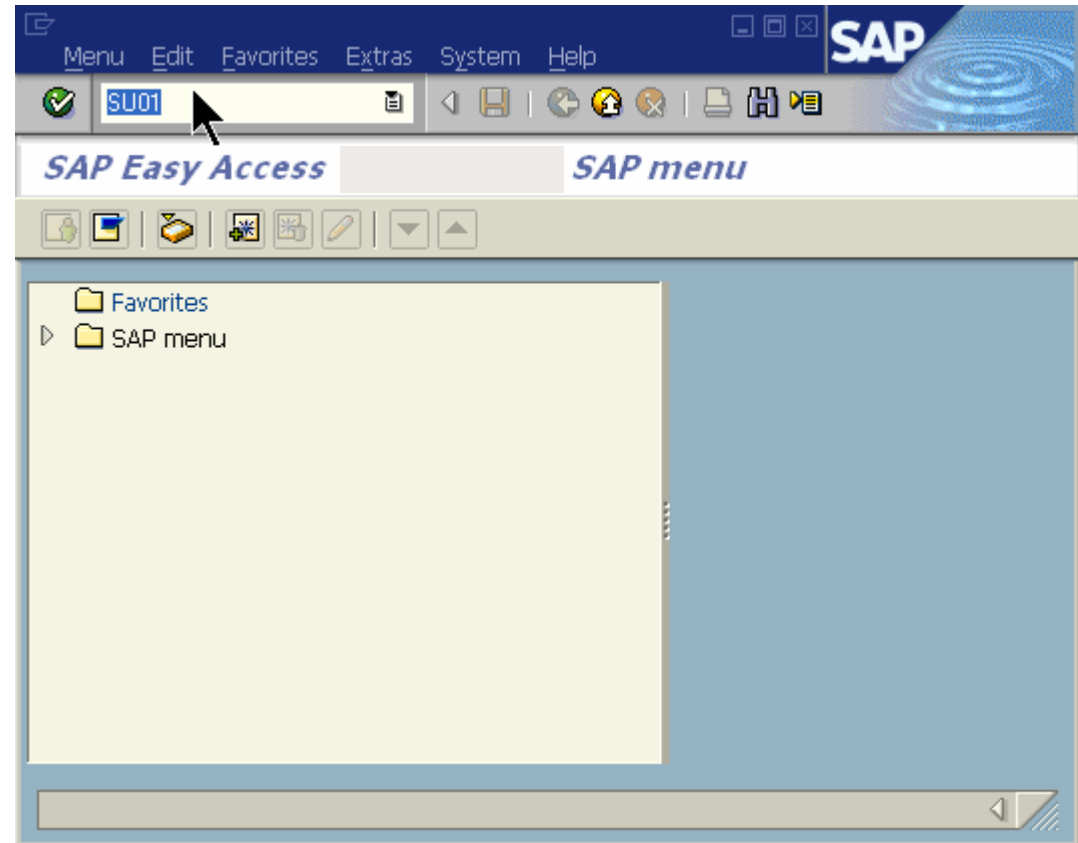 SAP
Menu Edit Favorites Extras System Help
SU01
SAP Easy Access SAP menu
Favorites
SAP menu